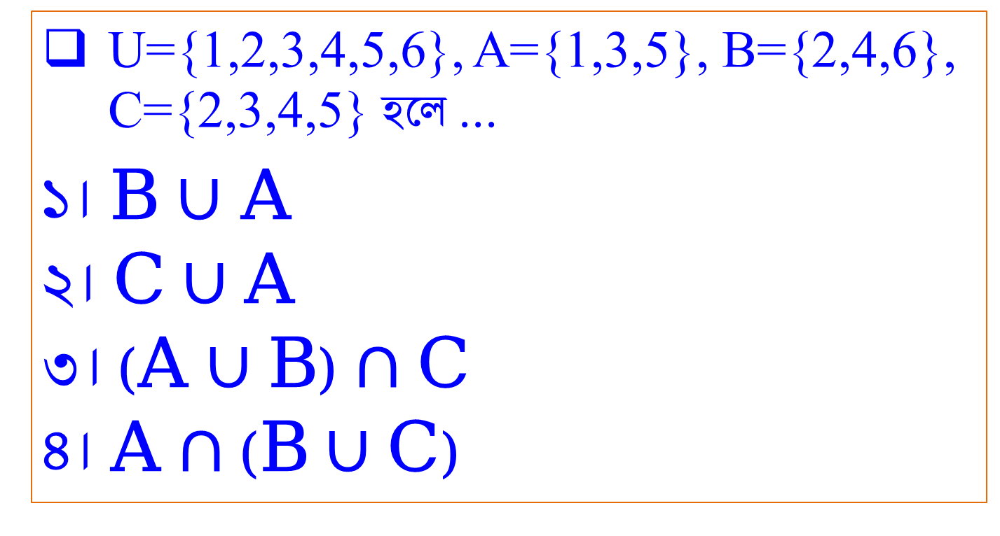 ❑ U={1,2,3,4,5,6}, A={1,3,5}, B={2,4,6},
C={2,3,4,5} হলে ...
১। B ∪ A
২। C ∪ A
৩। (A ∪ B) ∩ C
৪। A ∩ (B ∪ C)